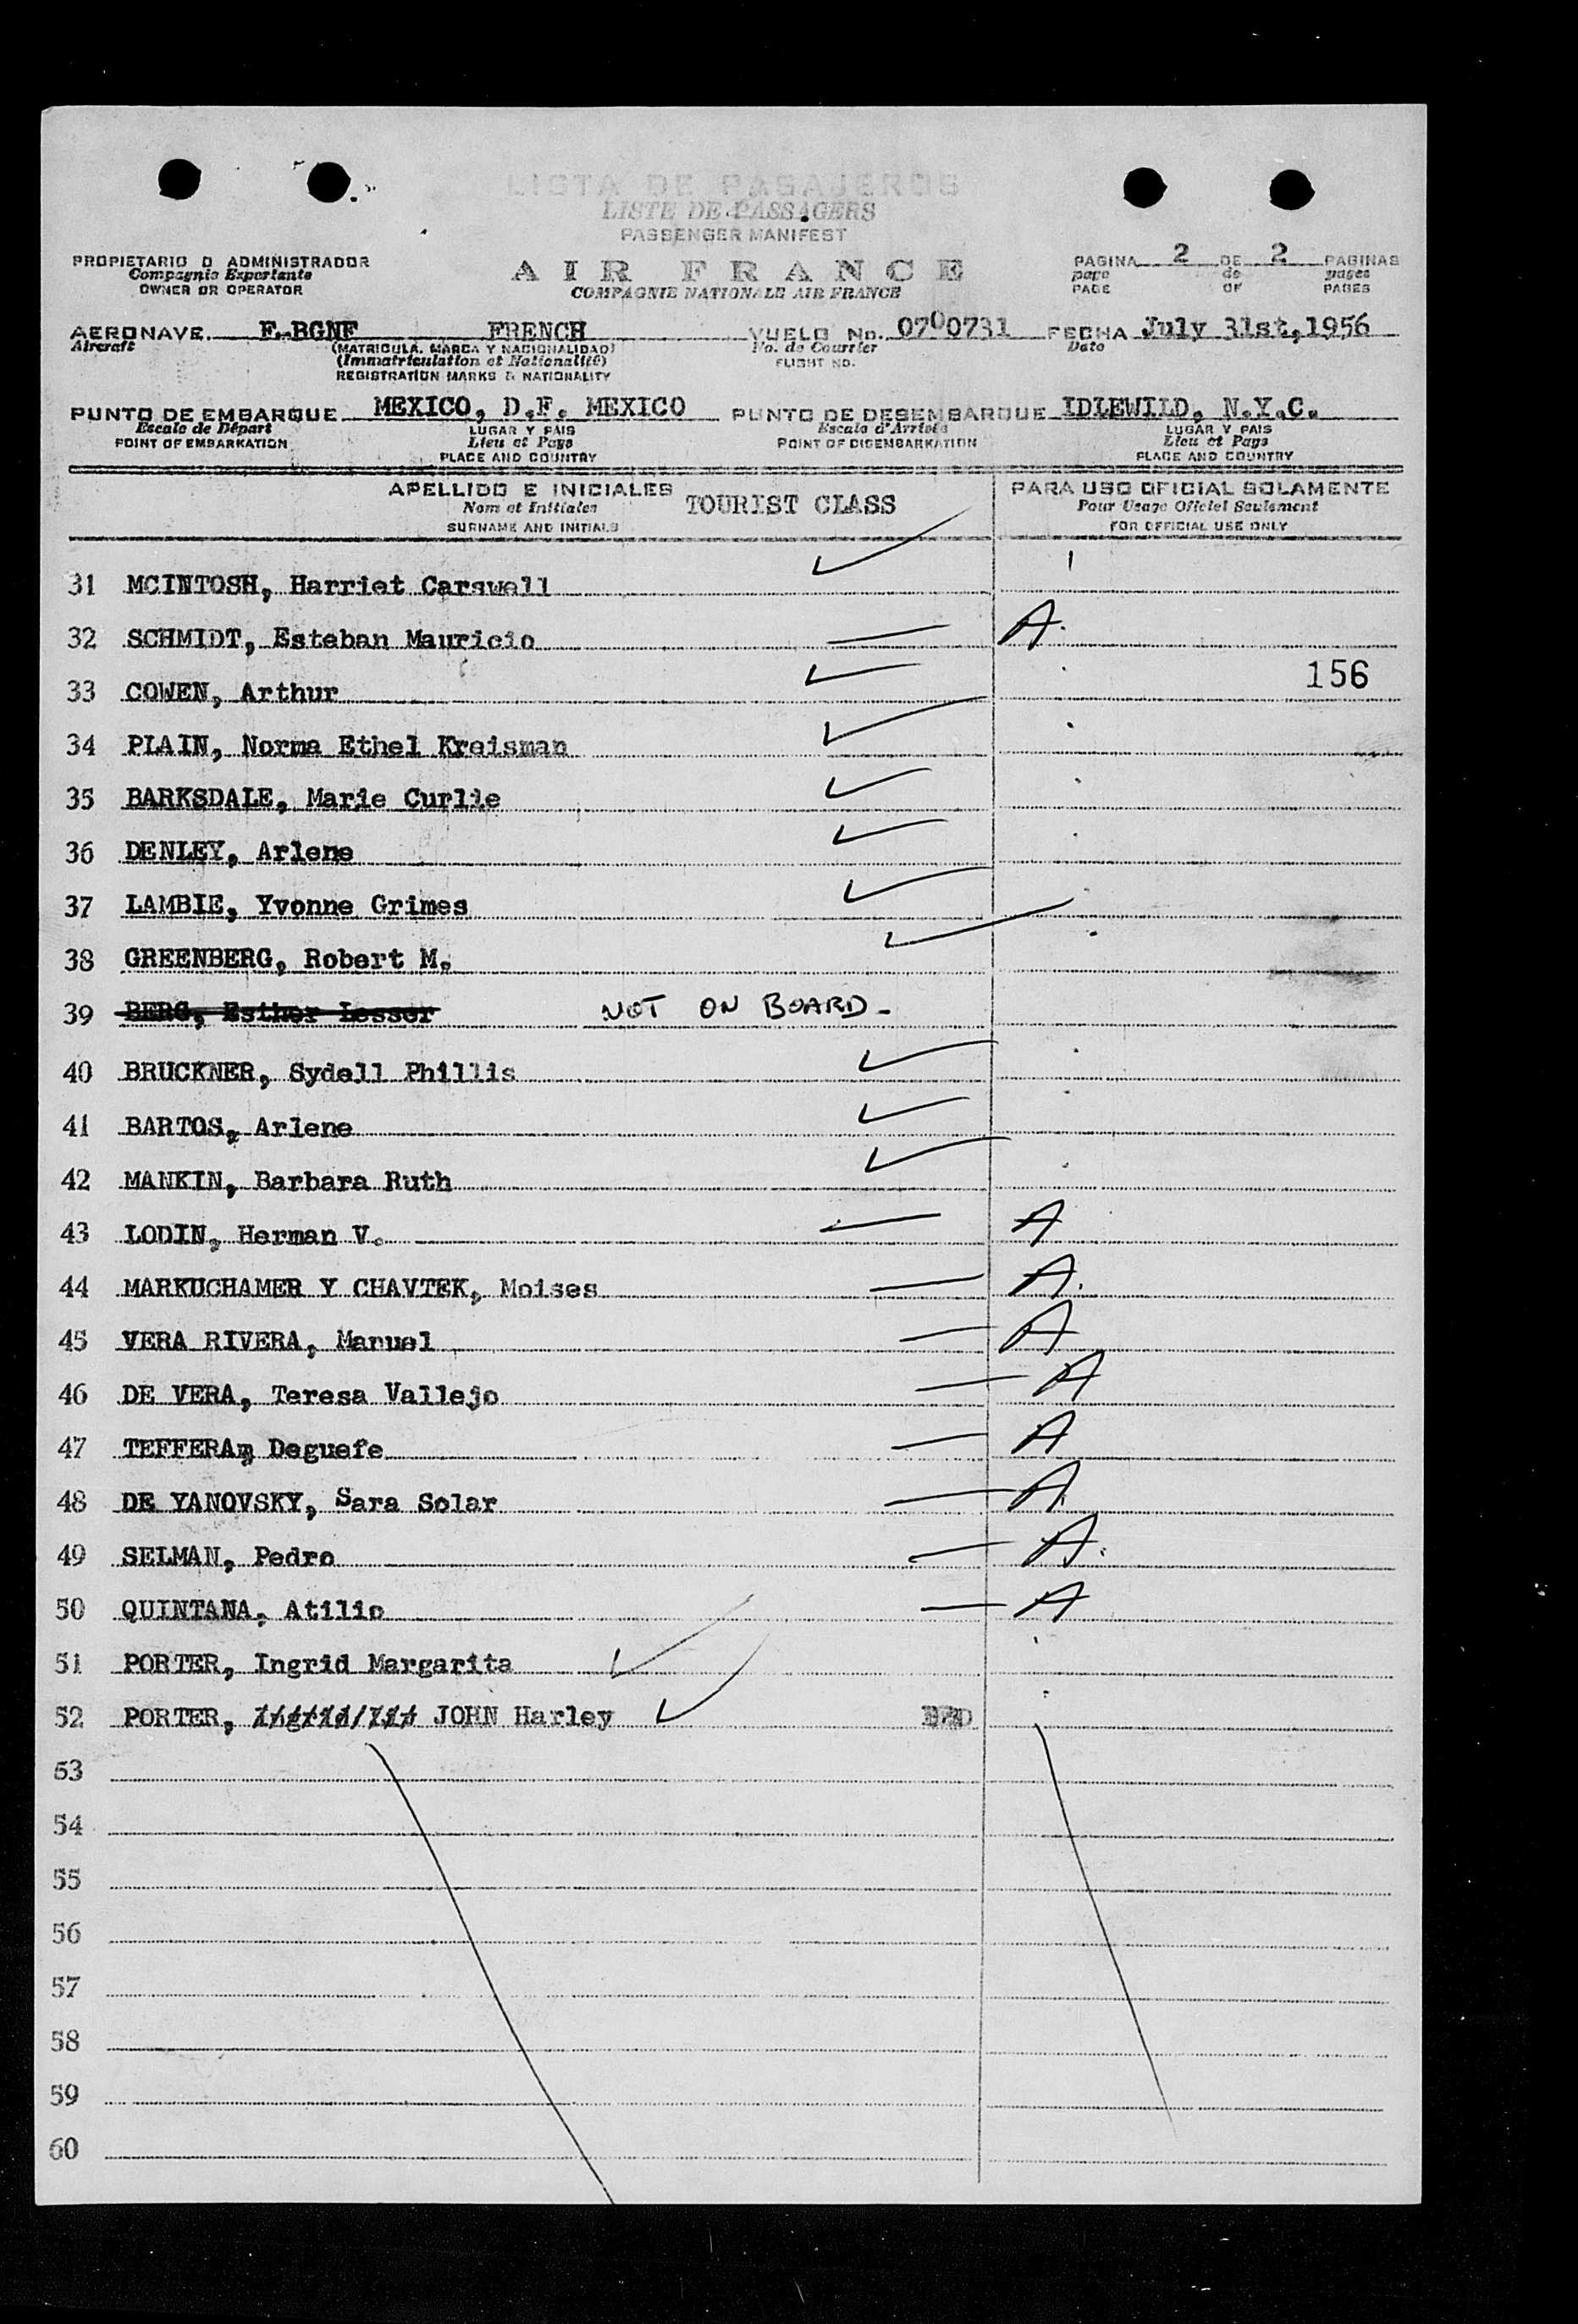 LISTA DE PASAJEROS
LISTE DE PASSAGERS
PASSENGER MANIFEST
PROPIETARIO O ADMINISTRADOR
Compagnie Exportante
OWNER OR OPERATOR
AIR FRANCE
COMPAGNIE NATIONALE AIR FRANCE
PAGINA 2 DE 2 PAGINAS
page de pages
PAGE OF PAGES
AERONAVE F-BGNF FRENCH VUELO No. 0700731 FECHA July 31st, 1956
Aircraft (MATRICULA, MARCA Y NACIONALIDAD) No. de Courrier Date
(Immatriculation et Nationalité) FLIGHT NO.
REGISTRATION MARKS & NATIONALITY
PUNTO DE EMBARQUE MEXICO, D.F. MEXICO PUNTO DE DESEMBARQUE IDLEWILD, N.Y.C.
Escale de Départ LUGAR Y PAIS Escale d'Arrivée LUGAR Y PAIS
POINT OF EMBARKATION Lieu et Pays POINT OF DISEMBARKATION Lieu et Pays
PLACE AND COUNTRY PLACE AND COUNTRY
APELLIDO E INICIALES TOURIST CLASS PARA USO OFICIAL SOLAMENTE
Nom et Initiales Pour Usage Officiel Seulement
SURNAME AND INITIALS FOR OFFICIAL USE ONLY
31 MCINTOSH, Harriet Carswell
32 SCHMIDT, Esteban Mauricio A.
33 COWEN, Arthur 156
34 PLAIN, Norma Ethel Kreisman
35 BARKSDALE, Marie Curlie
36 DENLEY, Arlene
37 LAMBIE, Yvonne Grimes
38 GREENBERG, Robert M.
39 BERG, Esther Lesser NOT ON BOARD-
40 BRUCKNER, Sydell Phillis
41 BARTOS, Arlene
42 MANKIN, Barbara Ruth
43 LODIN, Herman V. A
44 MARKUCHAMER Y CHAVTEK, Moises A.
45 VERA RIVERA, Manuel A
46 DE VERA, Teresa Vallejo A
47 TEFFERA, Deguefe A
48 DE YANOVSKY, Sara Solar A
49 SELMAN, Pedro A.
50 QUINTANA, Atilio A
51 PORTER, Ingrid Margarita
52 PORTER, JOHN Harley
53
54
55
56
57
58
59
60